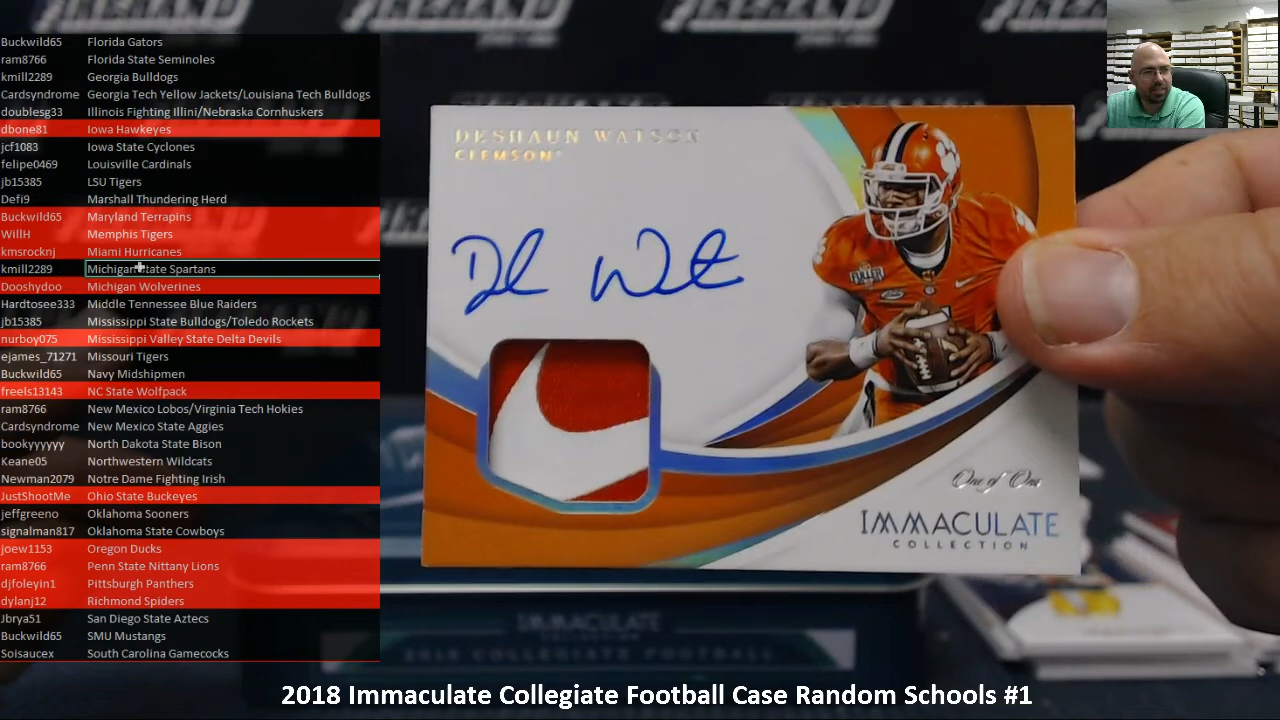 Buckwild65 Florida Gators
ram8766 Florida State Seminoles
kmill2289 Georgia Bulldogs
Cardsyndrome Georgia Tech Yellow Jackets/Louisiana Tech Bulldogs
doublesg33 Illinois Fighting Illini/Nebraska Cornhuskers
dbone81 Iowa Hawkeyes
jcf1083 Iowa State Cyclones
felipe0469 Louisville Cardinals
jb15385 LSU Tigers
Defi9 Marshall Thundering Herd
Buckwild65 Maryland Terrapins
WillH Memphis Tigers
kmsrocknj Miami Hurricanes
kmill2289 Michigan State Spartans
Dooshydoo Michigan Wolverines
Hardtosee333 Middle Tennessee Blue Raiders
jb15385 Mississippi State Bulldogs/Toledo Rockets
nurboy075 Mississippi Valley State Delta Devils
ejames_71271 Missouri Tigers
Buckwild65 Navy Midshipmen
freels13143 NC State Wolfpack
ram8766 New Mexico Lobos/Virginia Tech Hokies
Cardsyndrome New Mexico State Aggies
bookyyyyyy North Dakota State Bison
Keane05 Northwestern Wildcats
Newman2079 Notre Dame Fighting Irish
JustShootMe Ohio State Buckeyes
jeffgreeno Oklahoma Sooners
signalman817 Oklahoma State Cowboys
joew1153 Oregon Ducks
ram8766 Penn State Nittany Lions
djfoleyin1 Pittsburgh Panthers
dylanj12 Richmond Spiders
Jbrya51 San Diego State Aztecs
Buckwild65 SMU Mustangs
Soisaucex South Carolina Gamecocks
DESHAUN WATSON
CLEMSON
One of One
IMMACULATE
COLLECTION
IMMACULATE
COLLECTION
2018 COLLEGIATE FOOTBALL
2018 Immaculate Collegiate Football Case Random Schools #1